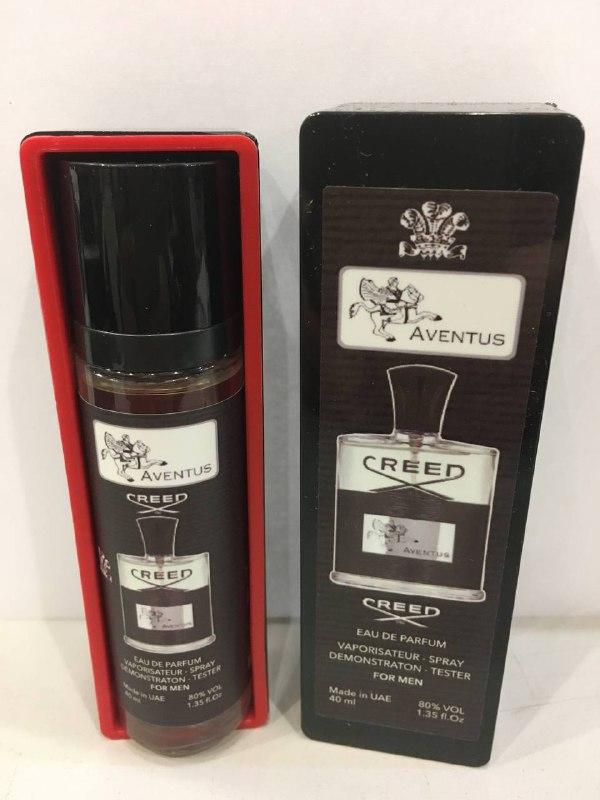 AVENTUS
CREED
CREED
AVENTUS
EAU DE PARFUM
VAPORISATEUR - SPRAY
DEMONSTRATON - TESTER
FOR MEN
Made in UAE
40 ml
80% VOL
1.35 fl.Oz
AVENTUS
CREED
AVENTUS
CREED
EAU DE PARFUM
VAPORISATEUR - SPRAY
DEMONSTRATON - TESTER
FOR MEN
Made in UAE
40 ml
80% VOL
1.35 fl.Oz